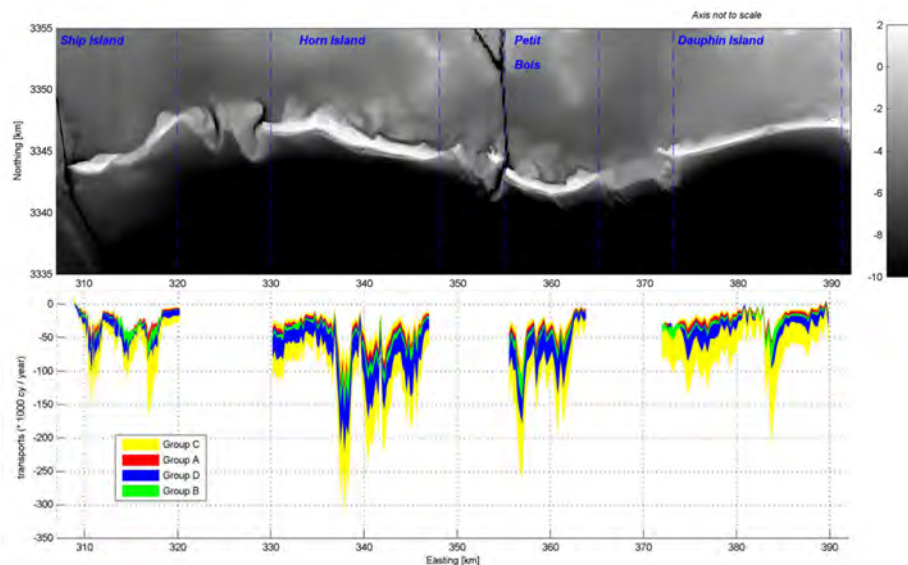 Axis not to scale
Ship Island Horn Island Petit Bois Dauphin Island
3355
3350
3345
3340
3335
Northing [km]
2
0
-2
-4
-6
-8
-10
310 320 330 340 350 360 370 380 390
0
-50
-100
-150
-200
-250
-300
-350
transports (* 1000 cy / year)
Group C
Group A
Group D
Group B
310 320 330 340 350 360 370 380 390
Easting [km]